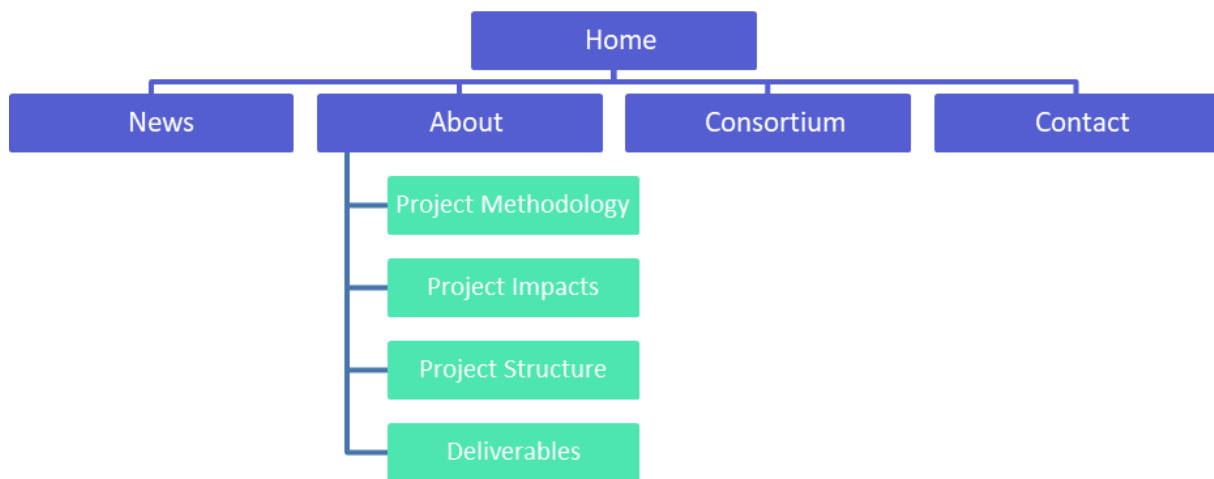 Home
News
About
Consortium
Contact
Project Methodology
Project Impacts
Project Structure
Deliverables